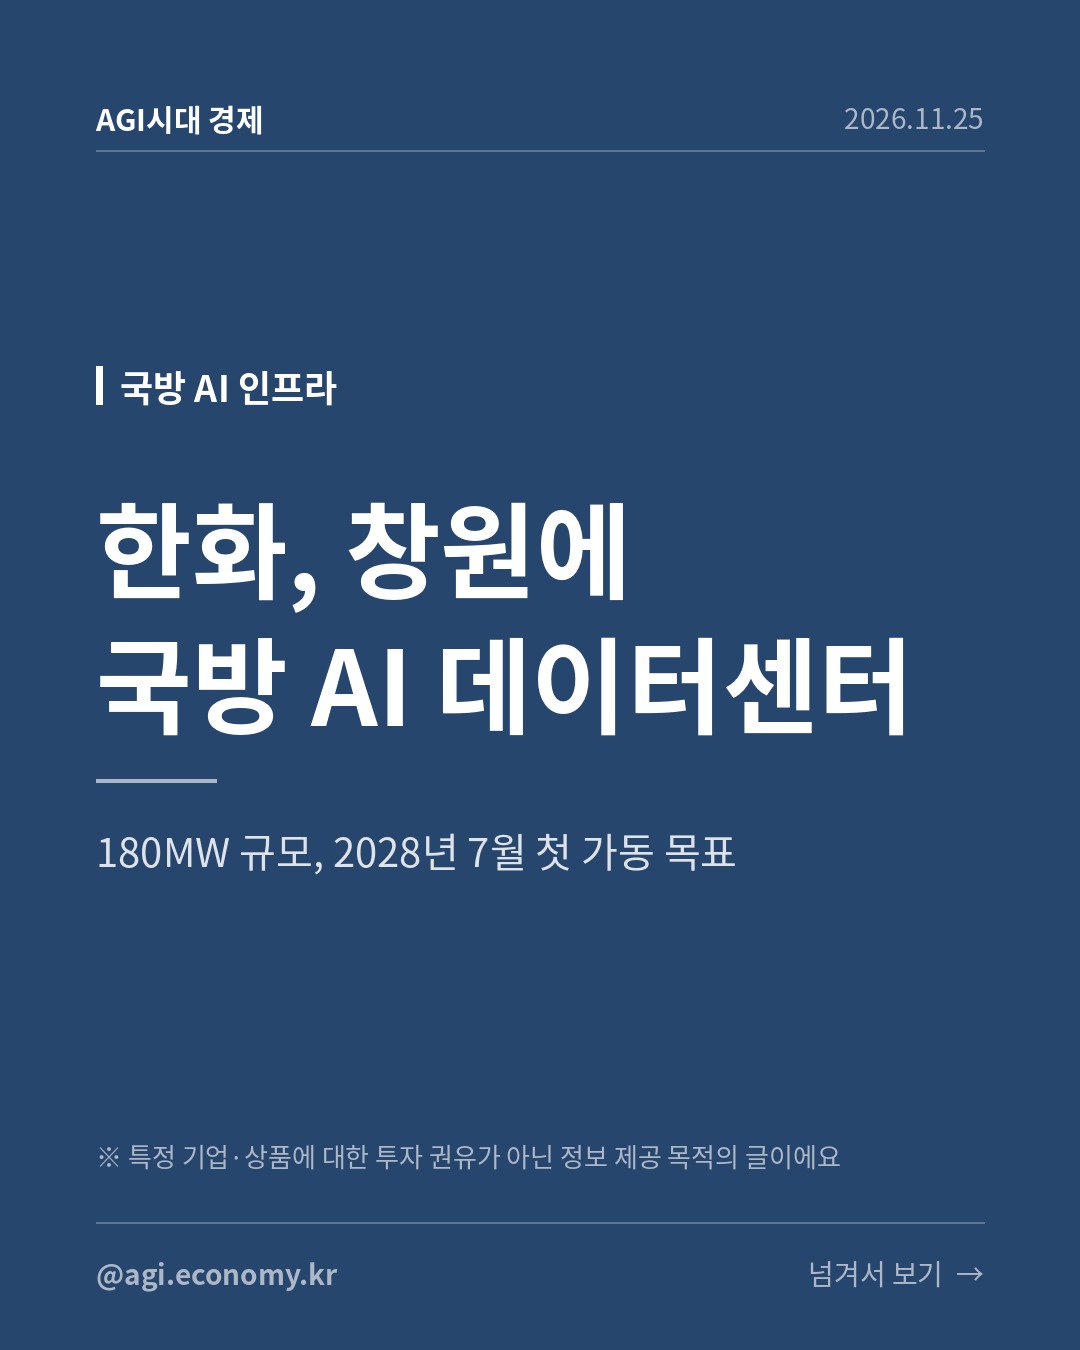 AGI시대 경제
2026.11.25
국방 AI 인프라
한화, 창원에
국방 AI 데이터센터
180MW 규모, 2028년 7월 첫 가동 목표
※ 특정 기업·상품에 대한 투자 권유가 아닌 정보 제공 목적의 글이에요
@agi.economy.kr
넘겨서 보기 →